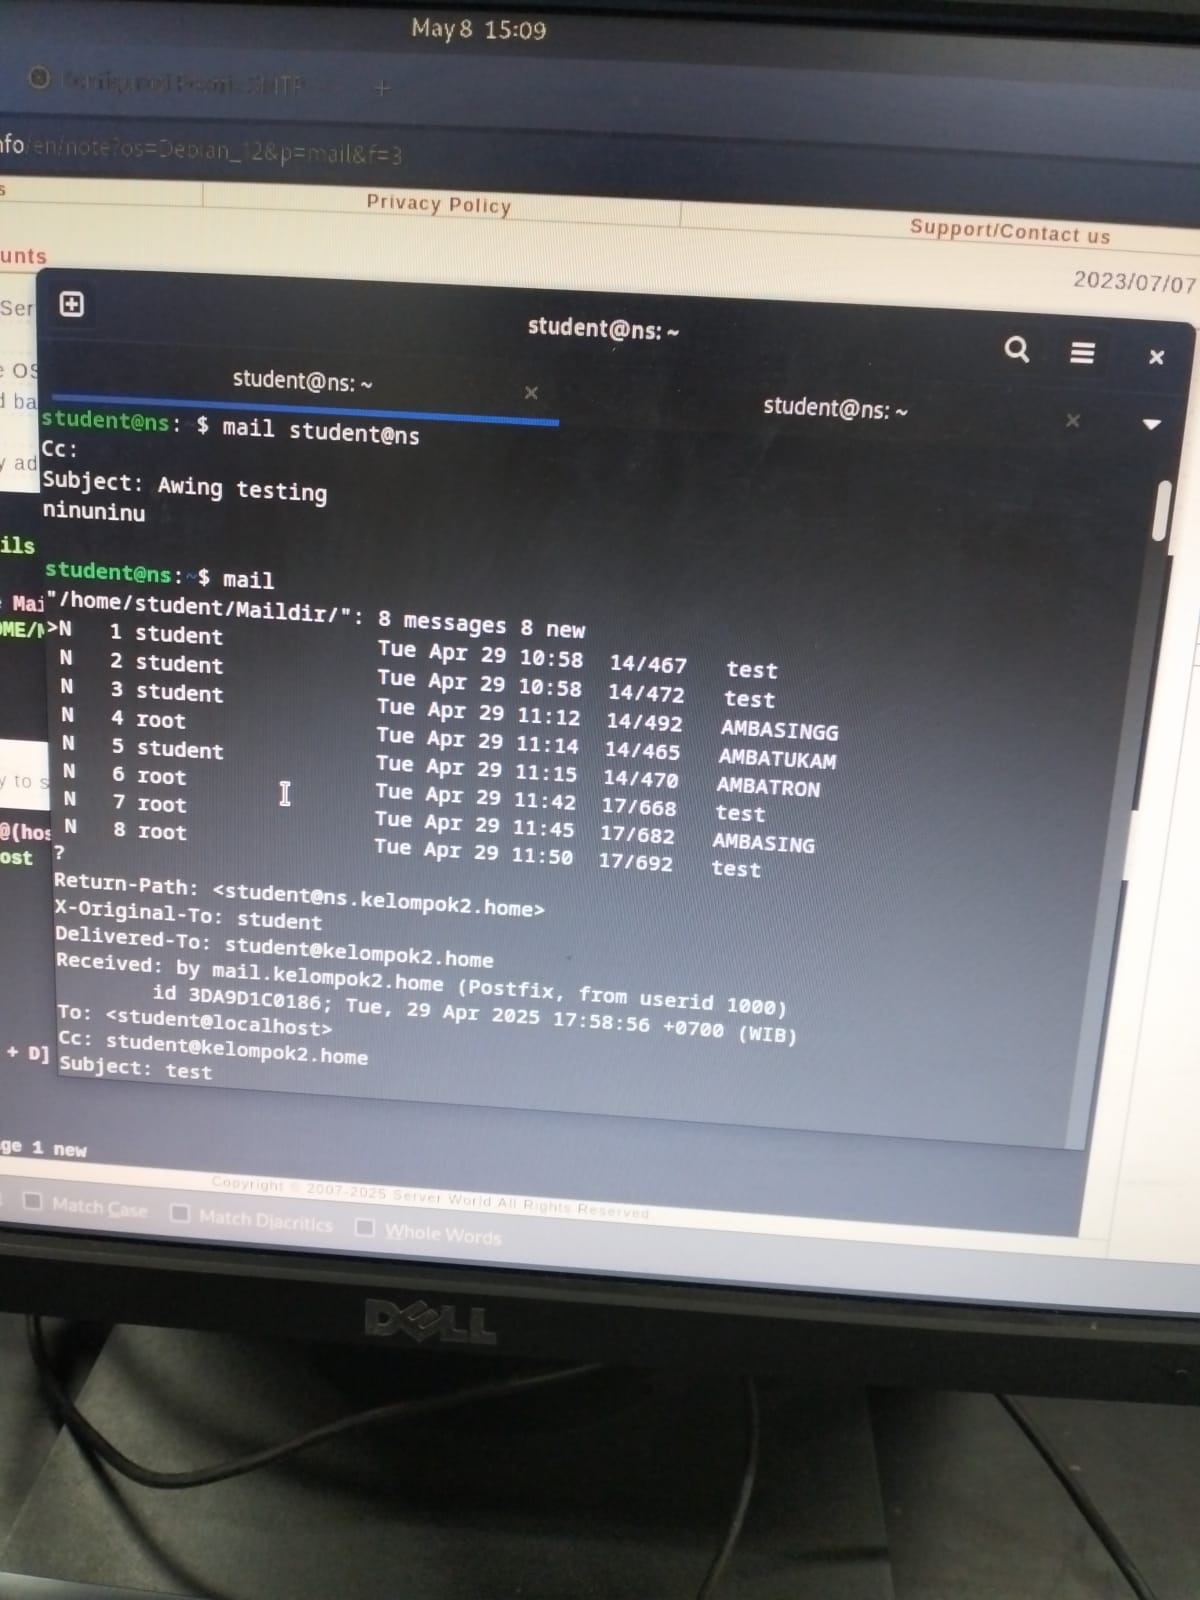 May 8 15:09
+
nfo/en/note?os=Debian_12&p=mail&f=3
s
Privacy Policy
Support/Contact us
unts
2023/07/07
Ser
student@ns: ~
e OS
student@ns: ~ ×
student@ns: ~ ×
d ba
student@ns: $ mail student@ns
Cc:
y ad
Subject: Awing testing
ninuninu
ils
student@ns:~$ mail
e Mai
"/home/student/Maildir/": 8 messages 8 new
OME/M
>N 1 student Tue Apr 29 10:58 14/467 test
N 2 student Tue Apr 29 10:58 14/472 test
N 3 student Tue Apr 29 11:12 14/492 AMBASINGG
N 4 root Tue Apr 29 11:14 14/465 AMBATUKAM
N 5 student Tue Apr 29 11:15 14/470 AMBATRON
N 6 root Tue Apr 29 11:42 17/668 test
y to s
N 7 root Tue Apr 29 11:45 17/682 AMBASING
N 8 root Tue Apr 29 11:50 17/692 test
@(hos
ost
?
Return-Path: <student@ns.kelompok2.home>
X-Original-To: student
Delivered-To: student@kelompok2.home
Received: by mail.kelompok2.home (Postfix, from userid 1000)
id 3DA9D1C0186; Tue, 29 Apr 2025 17:58:56 +0700 (WIB)
To: <student@localhost>
Cc: student@kelompok2.home
+ D]
Subject: test
ge 1 new
Copyright © 2007-2025 Server World All Rights Reserved.
Match Case
Match Diacritics
Whole Words
DELL